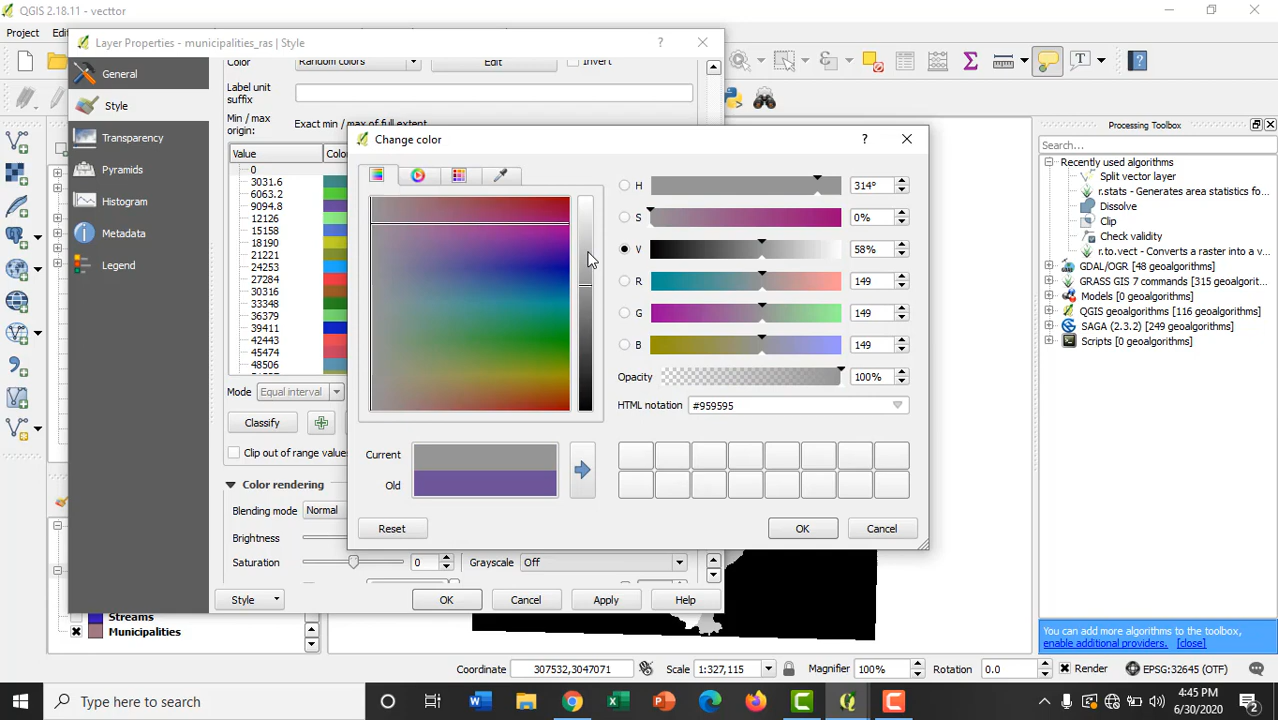 QGIS 2.18.11 - vecttor
Project
Layer Properties - municipalities_ras | Style
General
Style
Transparency
Pyramids
Histogram
Metadata
Legend
Color
Random colors
Edit
Invert
Label unit
suffix
Min / max
origin:
Exact min / max of full extent
Value
0
3031.6
6063.2
9094.8
12126
15158
18190
21221
24253
27284
30316
33348
36379
39411
42443
45474
48506
Mode
Equal interval
Classify
Clip out of range values
Color rendering
Blending mode
Normal
Brightness
Saturation
0
Grayscale
Off
Style
OK
Cancel
Apply
Help
Change color
H
314°
S
0%
V
58%
R
149
G
149
B
149
Opacity
100%
HTML notation
#959595
Current
Old
Reset
OK
Cancel
Processing Toolbox
Search...
Recently used algorithms
Split vector layer
r.stats - Generates area statistics fo
Dissolve
Clip
Check validity
r.to.vect - Converts a raster into a v
GDAL/OGR [48 geoalgorithms]
GRASS GIS 7 commands [315 geoalgorit...
Models [0 geoalgorithms]
QGIS geoalgorithms [116 geoalgorithms]
SAGA (2.3.2) [249 geoalgorithms]
Scripts [0 geoalgorithms]
You can add more algorithms to the toolbox,
enable additional providers. [close]
Streams
Municipalities
Coordinate
307532,3047071
Scale
1:327,115
Magnifier
100%
Rotation
0.0
Render
EPSG:32645 (OTF)
Type here to search
4:45 PM
6/30/2020
2